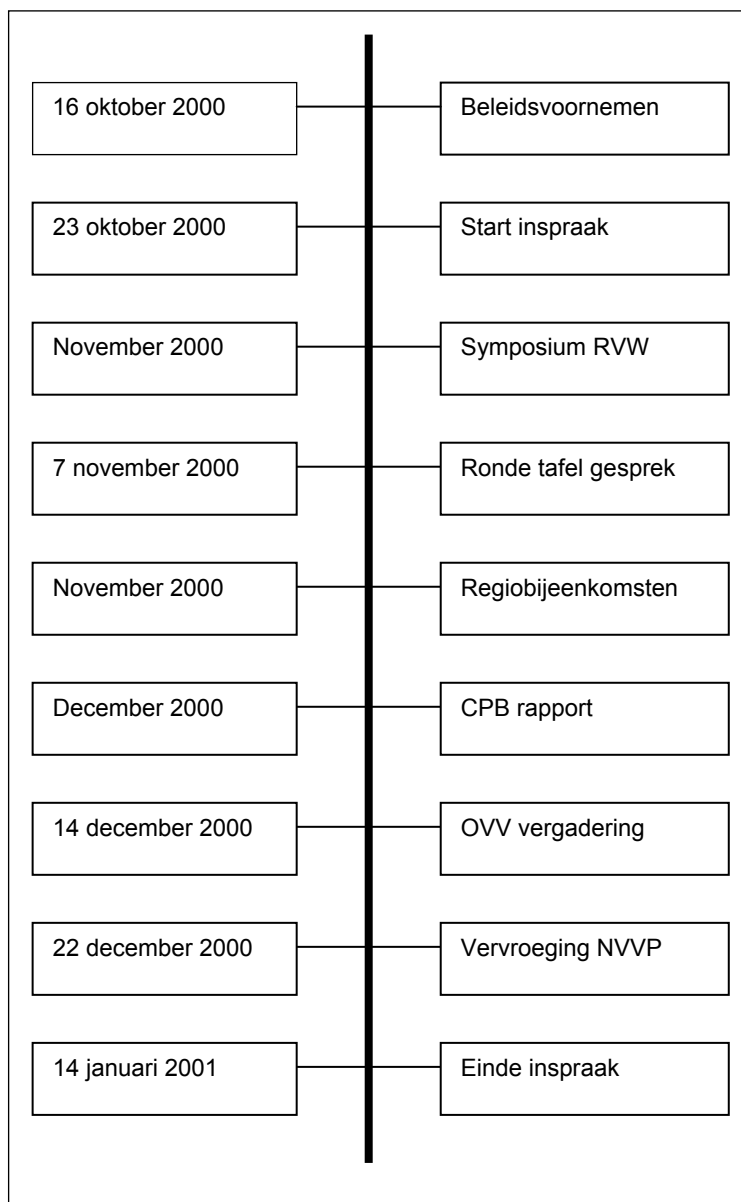 16 oktober 2000
Beleidsvoornemen
23 oktober 2000
Start inspraak
November 2000
Symposium RVW
7 november 2000
Ronde tafel gesprek
November 2000
Regiobijeenkomsten
December 2000
CPB rapport
14 december 2000
OVV vergadering
22 december 2000
Vervroeging NVVP
14 januari 2001
Einde inspraak